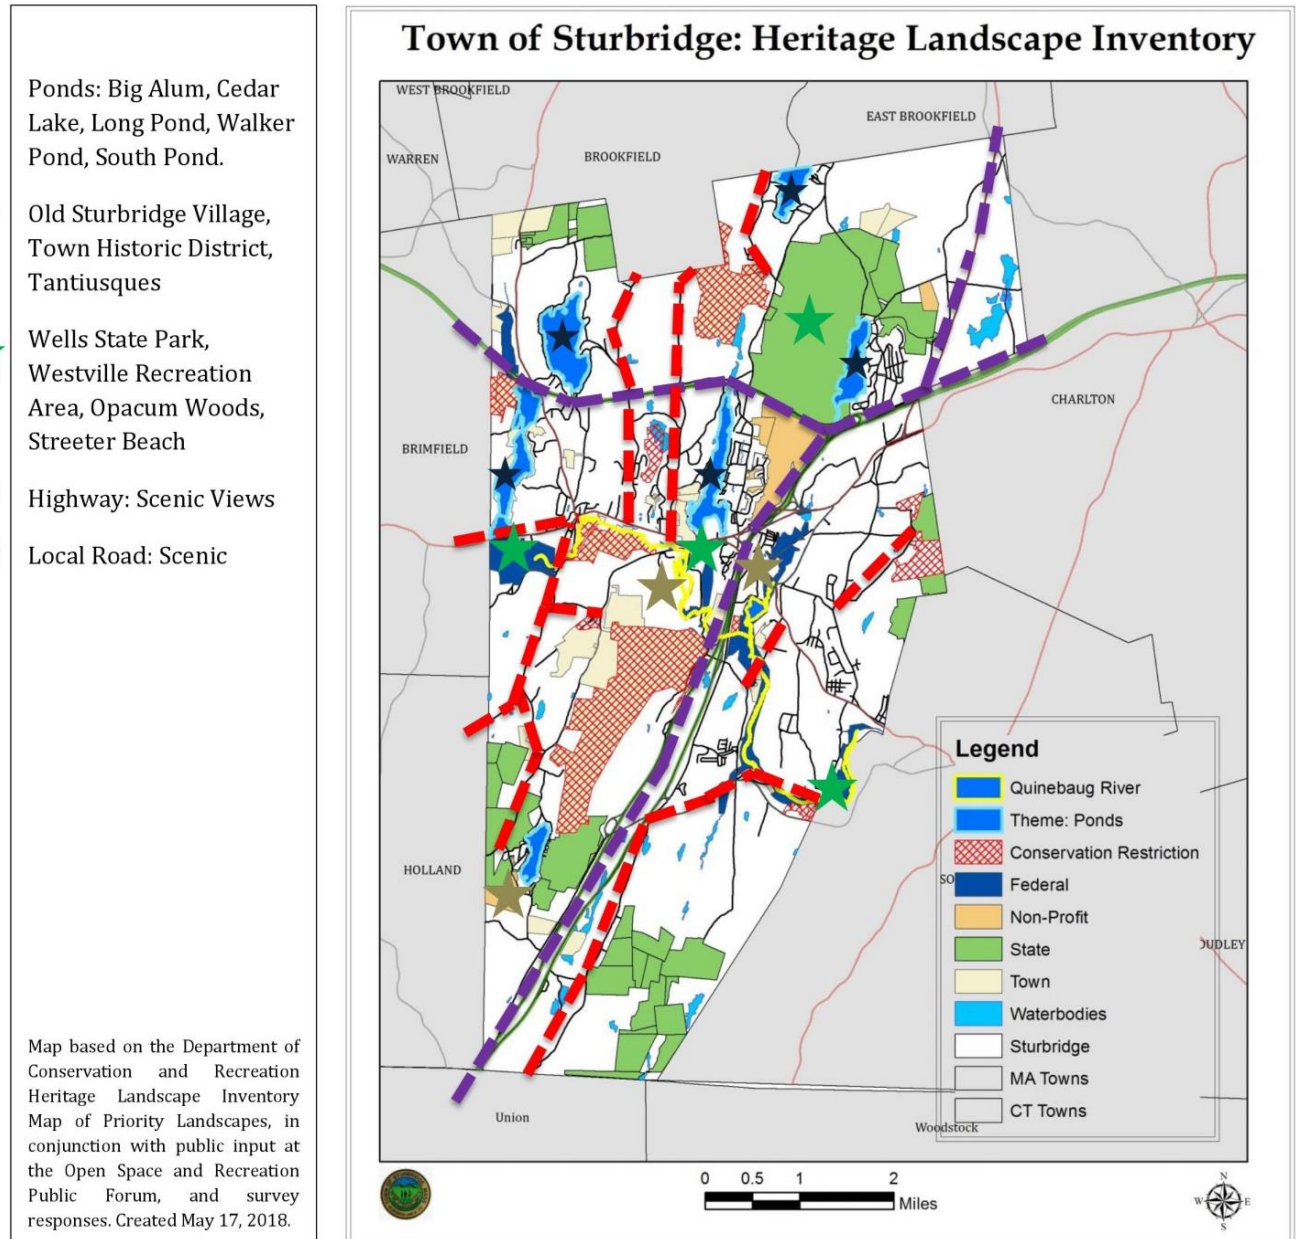 Ponds: Big Alum, Cedar
Lake, Long Pond, Walker
Pond, South Pond.
Old Sturbridge Village,
Town Historic District,
Tantiusques
Wells State Park,
Westville Recreation
Area, Opacum Woods,
Streeter Beach
Highway: Scenic Views
Local Road: Scenic
Map based on the Department of
Conservation and Recreation
Heritage Landscape Inventory
Map of Priority Landscapes, in
conjunction with public input at
the Open Space and Recreation
Public Forum, and survey
responses. Created May 17, 2018.
Town of Sturbridge: Heritage Landscape Inventory
WEST BROOKFIELD
EAST BROOKFIELD
WARREN
BROOKFIELD
CHARLTON
BRIMFIELD
HOLLAND
SO
UDLEY
Union
Woodstock
Legend
Quinebaug River
Theme: Ponds
Conservation Restriction
Federal
Non-Profit
State
Town
Waterbodies
Sturbridge
MA Towns
CT Towns
0 0.5 1 2
Miles
N
W E
S